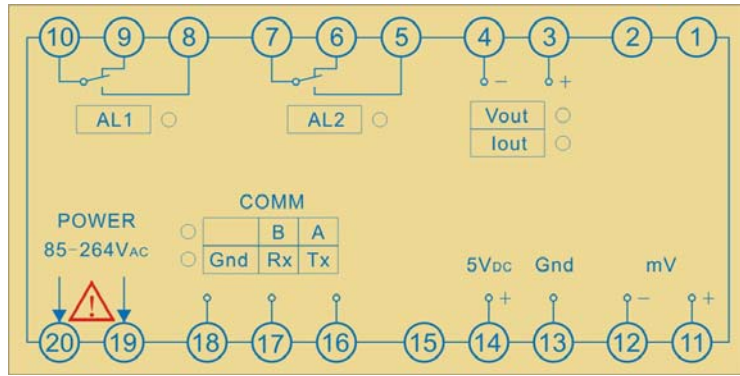 10 9 8 7 6 5 4 3 2 1
- +
AL1 AL2 Vout
Iout
COMM
POWER B A
85-264VAC Gnd Rx Tx
5VDC Gnd mV
+ - +
20 19 18 17 16 15 14 13 12 11